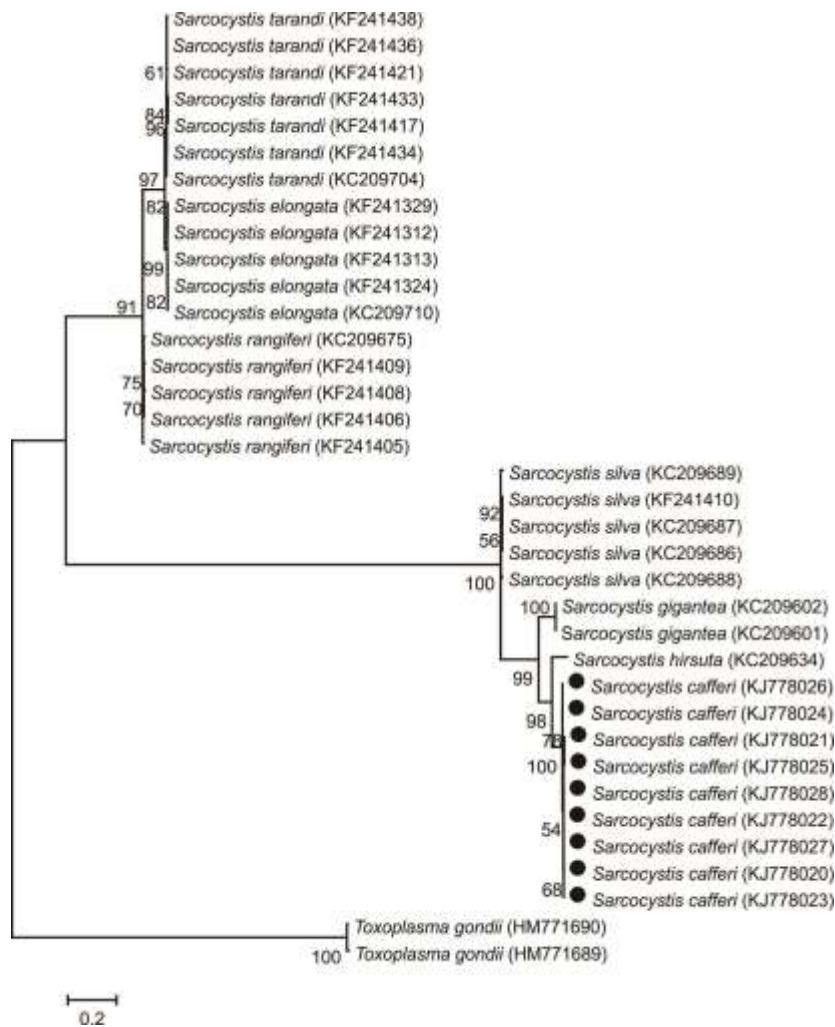 Sarcocystis tarandi (KF241438)
Sarcocystis tarandi (KF241436)
61 Sarcocystis tarandi (KF241421)
84 Sarcocystis tarandi (KF241433)
96 Sarcocystis tarandi (KF241417)
Sarcocystis tarandi (KF241434)
97 Sarcocystis tarandi (KC209704)
82 Sarcocystis elongata (KF241329)
Sarcocystis elongata (KF241312)
99 Sarcocystis elongata (KF241313)
Sarcocystis elongata (KF241324)
91 82 Sarcocystis elongata (KC209710)
Sarcocystis rangiferi (KC209675)
Sarcocystis rangiferi (KF241409)
75 Sarcocystis rangiferi (KF241408)
70 Sarcocystis rangiferi (KF241406)
Sarcocystis rangiferi (KF241405)
Sarcocystis silva (KC209689)
Sarcocystis silva (KF241410)
92 Sarcocystis silva (KC209687)
56 Sarcocystis silva (KC209686)
100 Sarcocystis silva (KC209688)
100 Sarcocystis gigantea (KC209602)
Sarcocystis gigantea (KC209601)
99 Sarcocystis hirsuta (KC209634)
Sarcocystis cafferi (KJ778026)
98 Sarcocystis cafferi (KJ778024)
78 Sarcocystis cafferi (KJ778021)
100 Sarcocystis cafferi (KJ778025)
Sarcocystis cafferi (KJ778028)
54 Sarcocystis cafferi (KJ778022)
Sarcocystis cafferi (KJ778027)
68 Sarcocystis cafferi (KJ778020)
Sarcocystis cafferi (KJ778023)
Toxoplasma gondii (HM771690)
100 Toxoplasma gondii (HM771689)
0.2